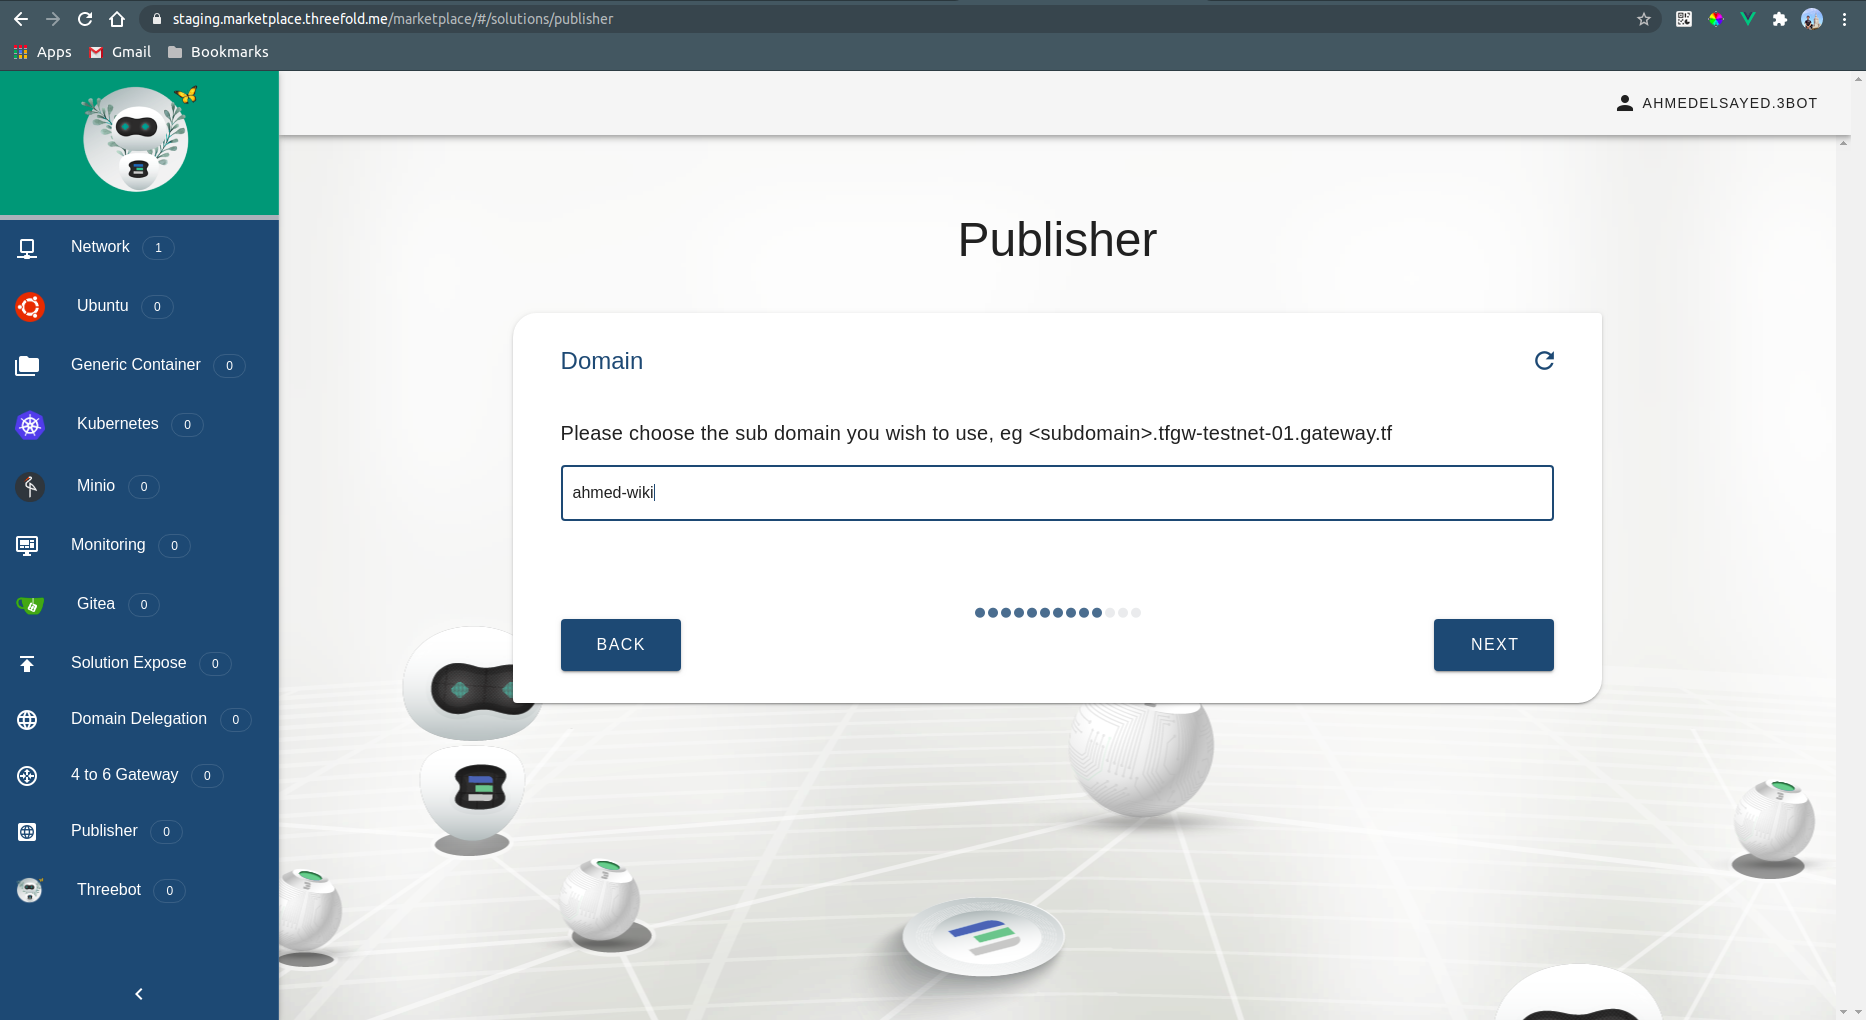 staging.marketplace.threefold.me/marketplace/#/solutions/publisher
Apps Gmail Bookmarks
AHMEDELSAYED.3BOT
Network 1
Ubuntu 0
Generic Container 0
Kubernetes 0
Minio 0
Monitoring 0
Gitea 0
Solution Expose 0
Domain Delegation 0
4 to 6 Gateway 0
Publisher 0
Threebot 0
Publisher
Domain
Please choose the sub domain you wish to use, eg <subdomain>.tfgw-testnet-01.gateway.tf
ahmed-wiki
BACK
NEXT